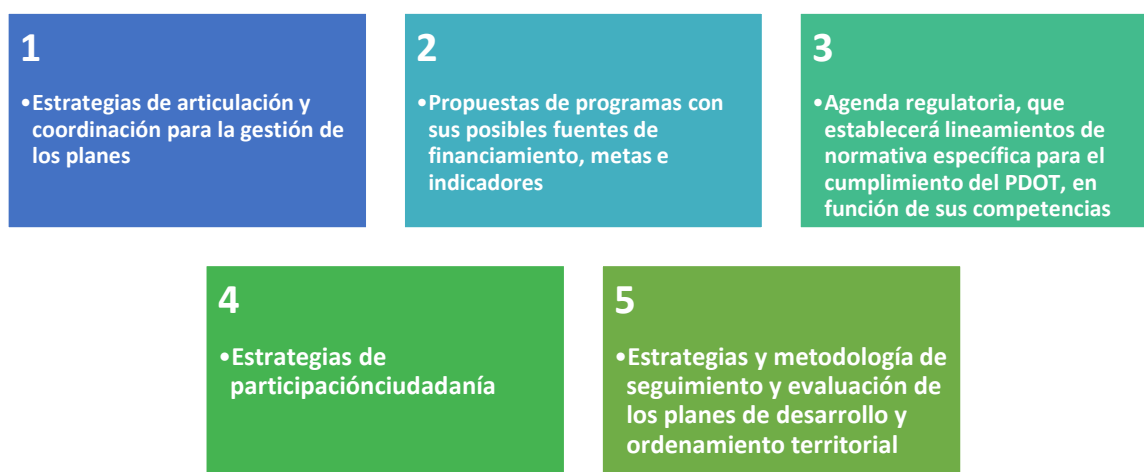 1
•Estrategias de articulación y
coordinación para la gestión de
los planes
2
•Propuestas de programas con
sus posibles fuentes de
financiamiento, metas e
indicadores
3
•Agenda regulatoria, que
establecerá lineamientos de
normativa específica para el
cumplimiento del PDOT, en
función de sus competencias
4
•Estrategias de
participaciónciudadanía
5
•Estrategias y metodología de
seguimiento y evaluación de
los planes de desarrollo y
ordenamiento territorial